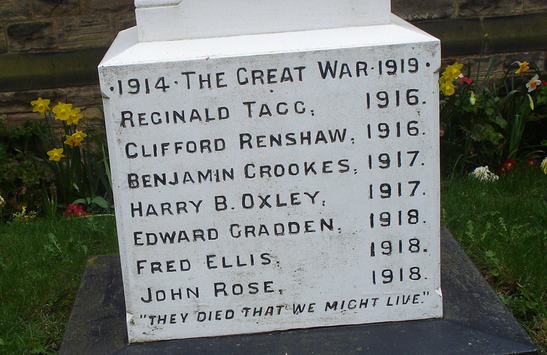 ·1914·THE GREAT WAR·1919·
REGINALD TAGG, 1916.
CLIFFORD RENSHAW, 1916.
BENJAMIN CROOKES, 1917.
HARRY B. OXLEY, 1917.
EDWARD GRADDEN, 1918.
FRED ELLIS, 1918.
JOHN ROSE, 1918.
"THEY DIED THAT WE MIGHT LIVE."